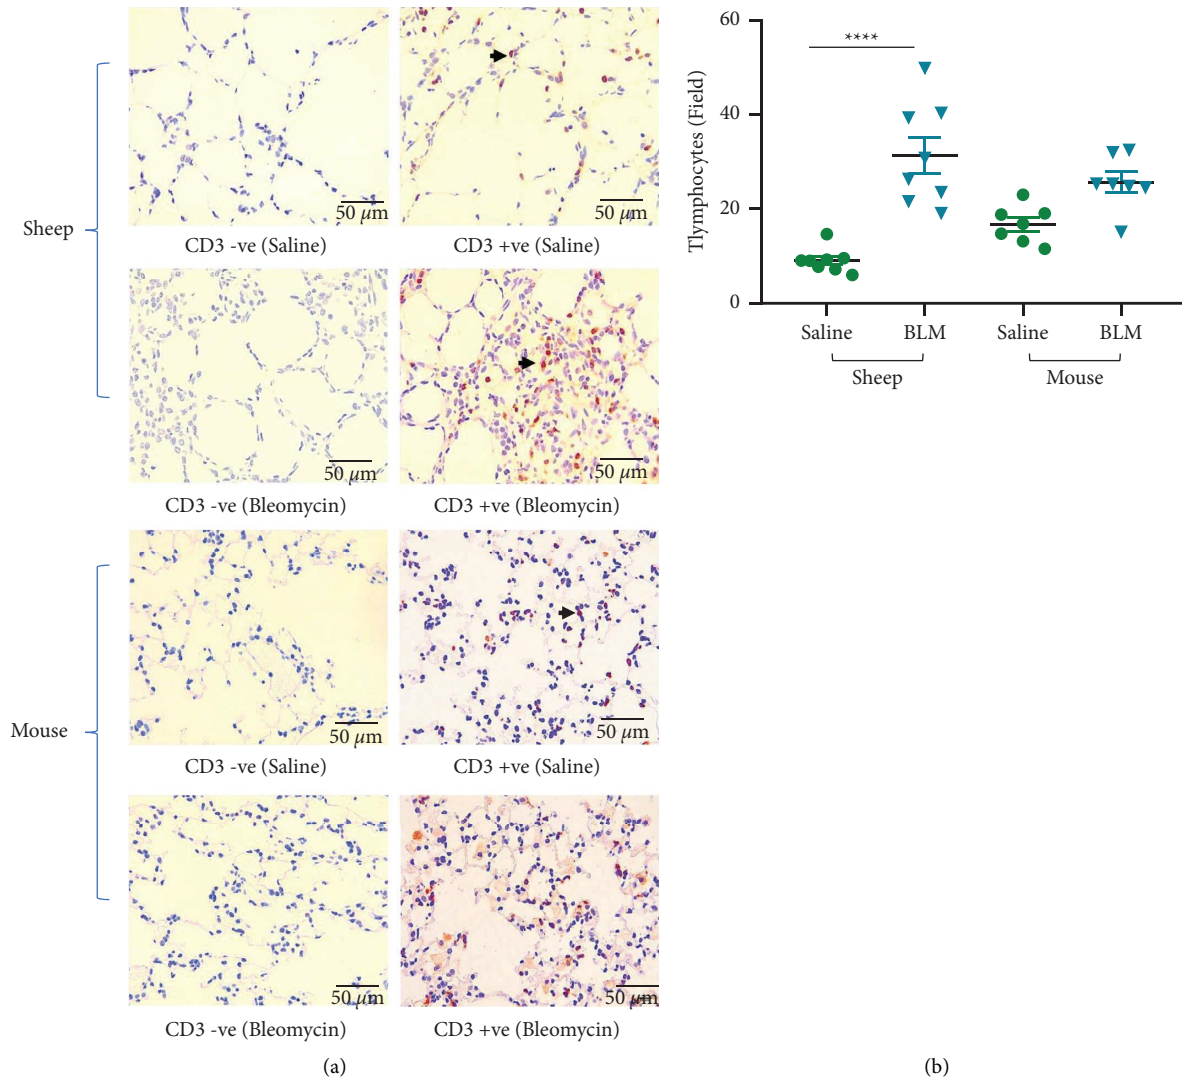 Sheep
50 μm
50 μm
CD3 -ve (Saline)
CD3 +ve (Saline)
50 μm
50 μm
CD3 -ve (Bleomycin)
CD3 +ve (Bleomycin)
Mouse
50 μm
50 μm
CD3 -ve (Saline)
CD3 +ve (Saline)
50 μm
50 μm
CD3 -ve (Bleomycin)
CD3 +ve (Bleomycin)
(a)
Tlymphocytes (Field)
60
40
20
0
****
Saline
BLM
Saline
BLM
Sheep
Mouse
(b)